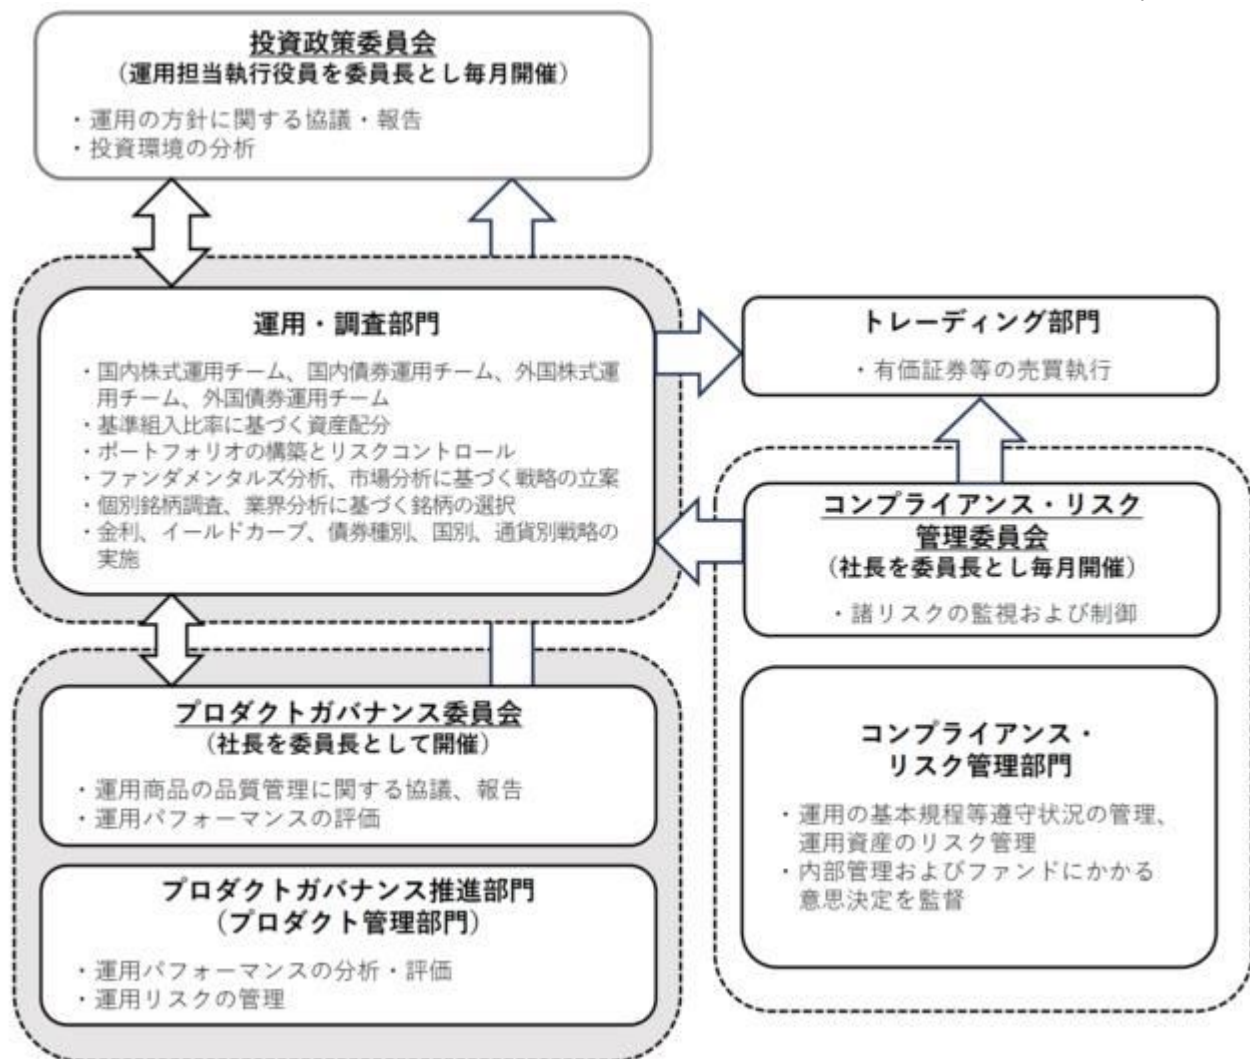 投資政策委員会
（運用担当執行役員を委員長とし毎月開催）
・運用の方針に関する協議・報告
・投資環境の分析
運用・調査部門
・国内株式運用チーム、国内債券運用チーム、外国株式運
用チーム、外国債券運用チーム
・基準組入比率に基づく資産配分
・ポートフォリオの構築とリスクコントロール
・ファンダメンタルズ分析、市場分析に基づく戦略の立案
・個別銘柄調査、業界分析に基づく銘柄の選択
・金利、イールドカーブ、債券種別、国別、通貨別戦略の
実施
トレーディング部門
・有価証券等の売買執行
コンプライアンス・リスク
管理委員会
（社長を委員長とし毎月開催）
・諸リスクの監視および制御
プロダクトガバナンス委員会
（社長を委員長として開催）
・運用商品の品質管理に関する協議、報告
・運用パフォーマンスの評価
プロダクトガバナンス推進部門
（プロダクト管理部門）
・運用パフォーマンスの分析・評価
・運用リスクの管理
コンプライアンス・
リスク管理部門
・運用の基本規程等遵守状況の管理、
運用資産のリスク管理
・内部管理およびファンドにかかる
意思決定を監督